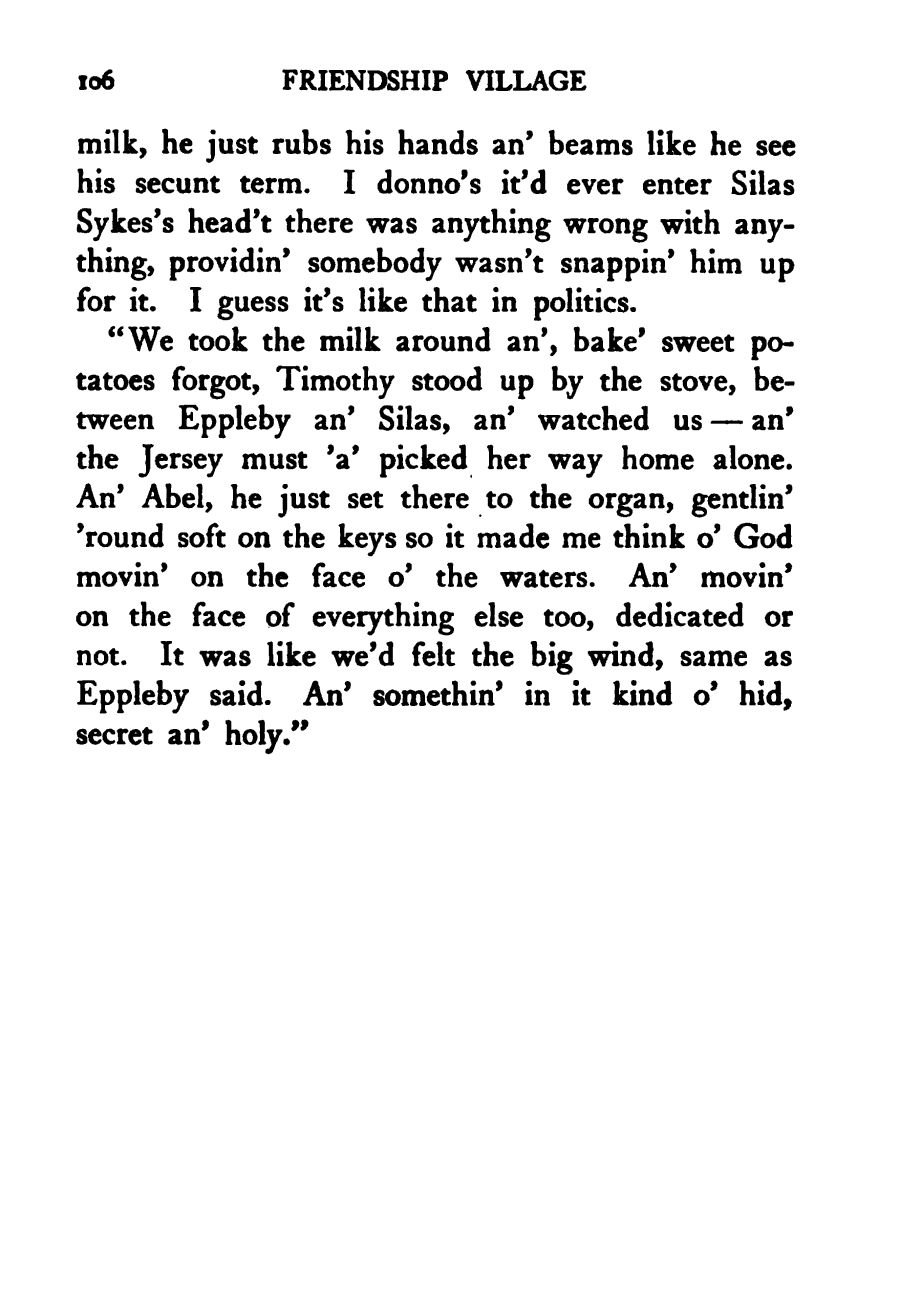 106 FRIENDSHIP VILLAGE
milk, he just rubs his hands an' beams like he see
his secunt term. I donno's it'd ever enter Silas
Sykes's head't there was anything wrong with any-
thing, providin' somebody wasn't snappin' him up
for it. I guess it's like that in politics.
"We took the milk around an', bake' sweet po-
tatoes forgot, Timothy stood up by the stove, be-
tween Eppleby an' Silas, an' watched us — an'
the Jersey must 'a' picked her way home alone.
An' Abel, he just set there to the organ, gentlin'
'round soft on the keys so it made me think o' God
movin' on the face o' the waters. An' movin'
on the face of everything else too, dedicated or
not. It was like we'd felt the big wind, same as
Eppleby said. An' somethin' in it kind o' hid,
secret an' holy."